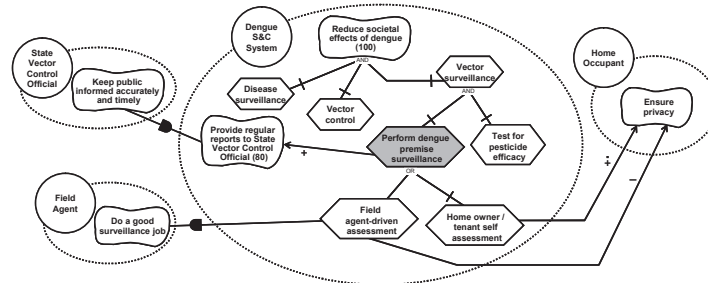 State
Vector
Control
Official
Keep public
informed accurately
and timely
Dengue
S&C
System
Reduce societal
effects of dengue
(100)
AND
Disease
surveillance
Vector
control
Vector
surveillance
AND
Home
Occupant
Ensure
privacy
Provide regular
reports to State
Vector Control
Official (80)
+
Perform dengue
premise
surveillance
Test for
pesticide
efficacy
OR
Field
Agent
Do a good
surveillance job
Field
agent-driven
assessment
Home owner /
tenant self
assessment
+
−